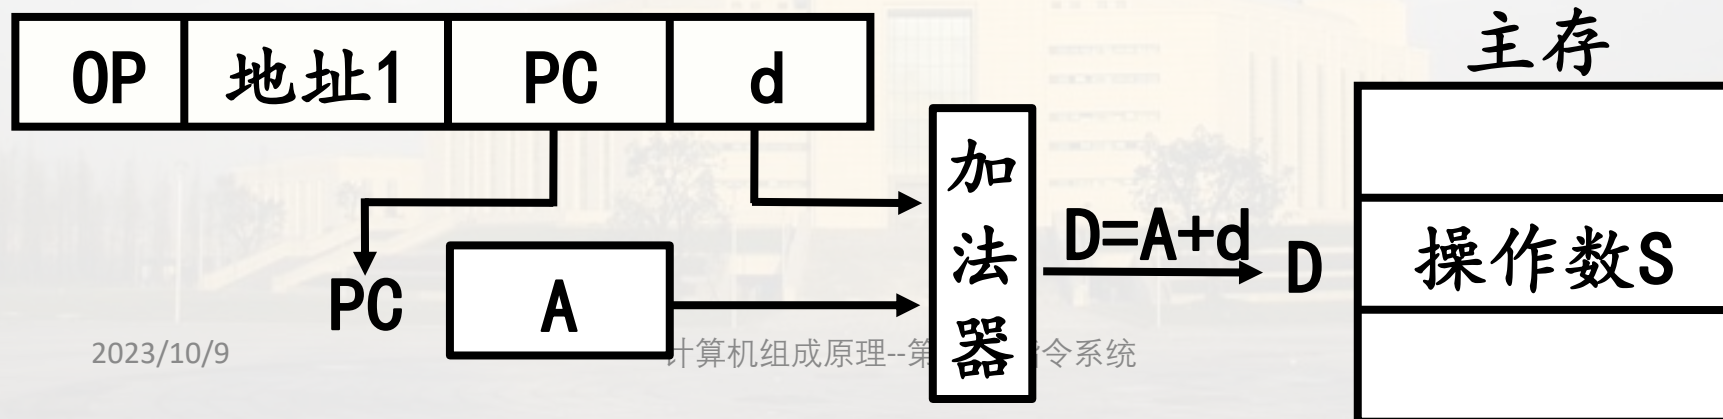 主存
OP 地址1 PC d
加法器
D=A+d D 操作数S
PC A
2023/10/9 计算机组成原理--第 令系统